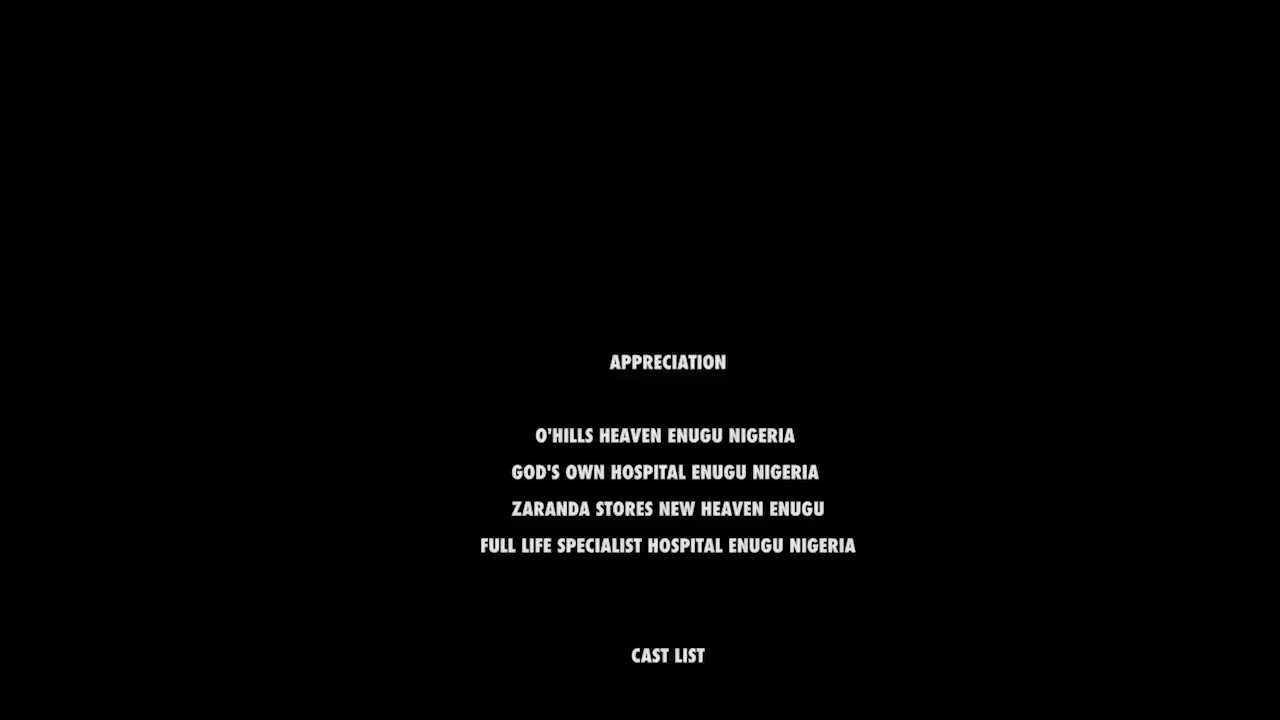 APPRECIATION
O'HILLS HEAVEN ENUGU NIGERIA
GOD'S OWN HOSPITAL ENUGU NIGERIA
ZARANDA STORES NEW HEAVEN ENUGU
FULL LIFE SPECIALIST HOSPITAL ENUGU NIGERIA
CAST LIST